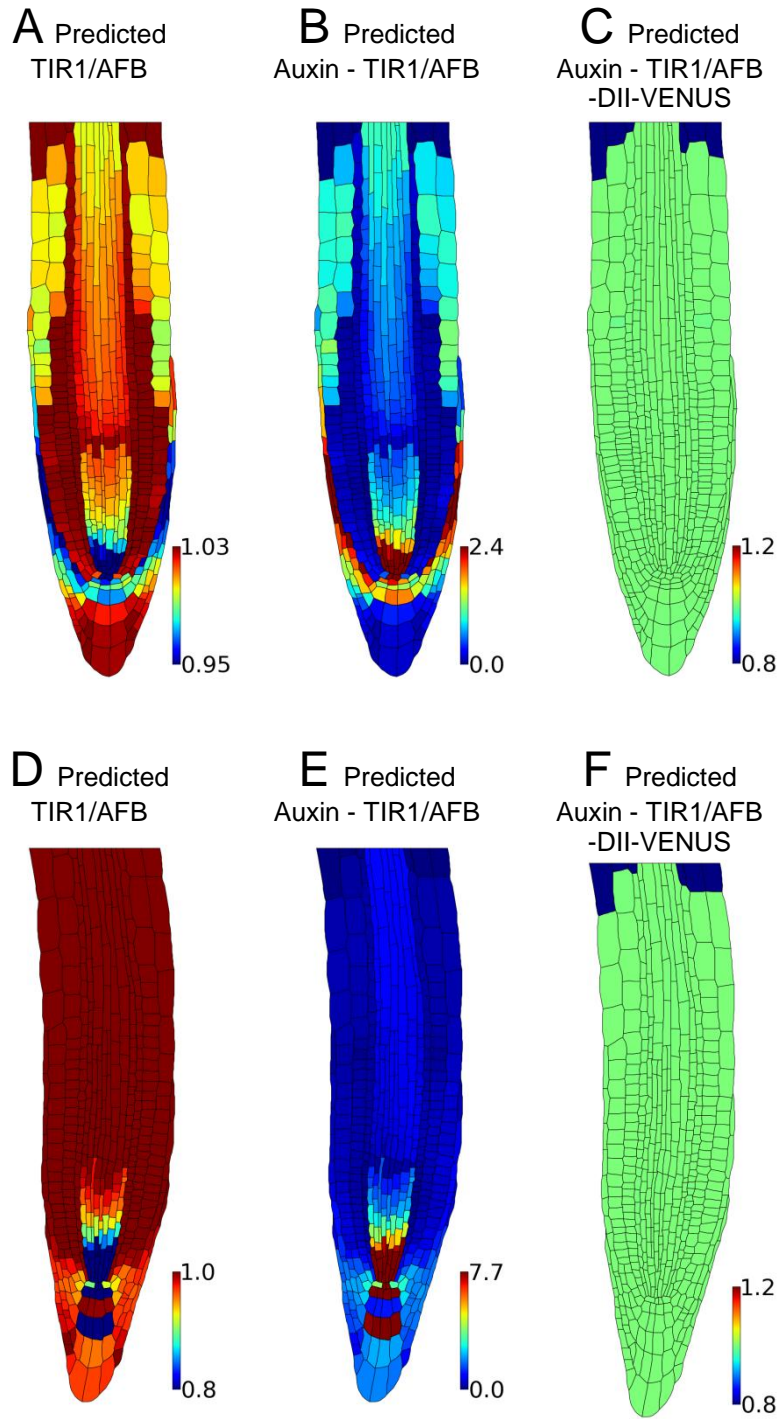 A Predicted
TIR1/AFB
B Predicted
Auxin - TIR1/AFB
C Predicted
Auxin - TIR1/AFB
-DII-VENUS
1.03
0.95
2.4
0.0
1.2
0.8
D Predicted
TIR1/AFB
E Predicted
Auxin - TIR1/AFB
F Predicted
Auxin - TIR1/AFB
-DII-VENUS
1.0
0.8
7.7
0.0
1.2
0.8